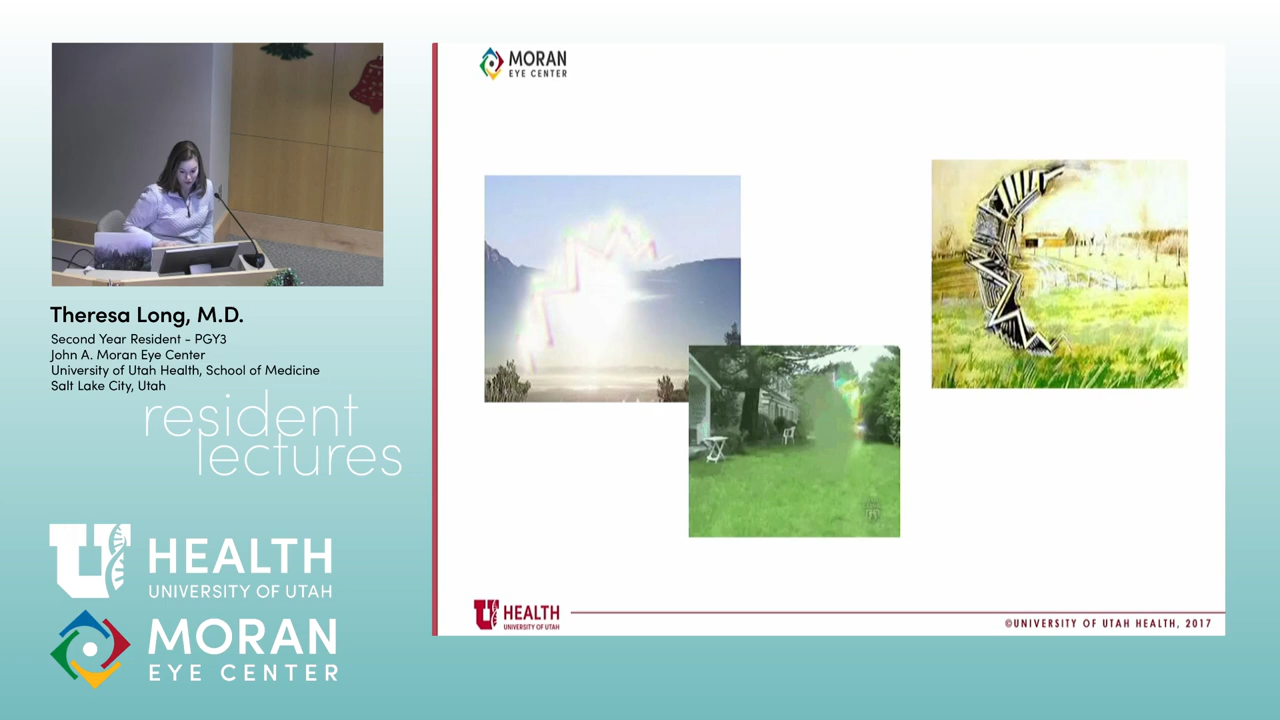 Theresa Long, M.D.
Second Year Resident - PGY3
John A. Moran Eye Center
University of Utah Health, School of Medicine
Salt Lake City, Utah
resident
lectures
U HEALTH
UNIVERSITY OF UTAH
MORAN
EYE CENTER
MORAN
EYE CENTER
U HEALTH
UNIVERSITY OF UTAH
©UNIVERSITY OF UTAH HEALTH, 2017